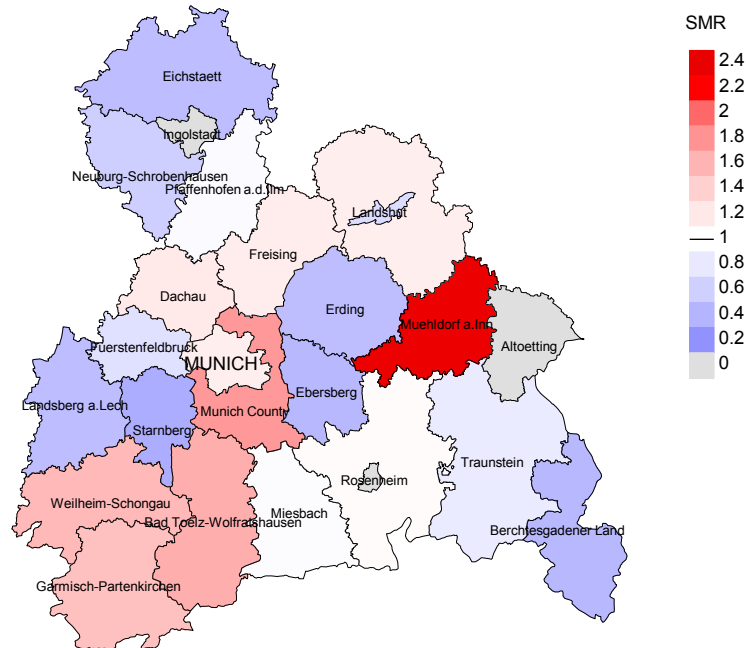 SMR
2.4
2.2
2
1.8
1.6
1.4
1.2
1
0.8
0.6
0.4
0.2
0
Eichstaett
Ingolstadt
Neuburg-Schrobenhausen
Pfaffenhofen a.d.Ilm
Landshut
Freising
Dachau
Erding
Muehldorf a.Inn
Altoetting
Fuerstenfeldbruck
MUNICH
Ebersberg
Landsberg a.Lech
Munich County
Starnberg
Traunstein
Rosenheim
Weilheim-Schongau
Miesbach
Bad Toelz-Wolfratshausen
Berchtesgadener Land
Garmisch-Partenkirchen